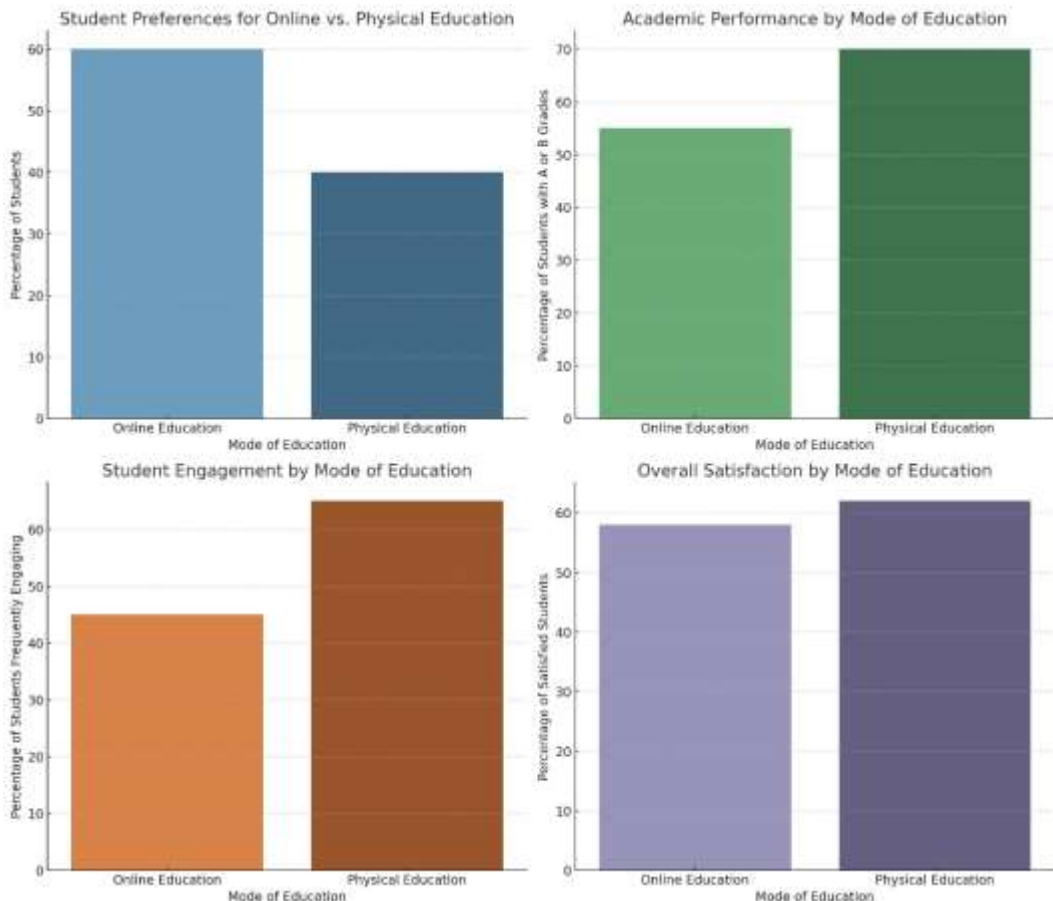 Student Preferences for Online vs. Physical Education
Percentage of Students
60
50
40
30
20
10
0
Online Education
Physical Education
Mode of Education
Academic Performance by Mode of Education
Percentage of Students with A or B Grades
70
60
50
40
30
20
10
0
Online Education
Physical Education
Mode of Education
Student Engagement by Mode of Education
Percentage of Students Frequently Engaging
60
50
40
30
20
10
0
Online Education
Physical Education
Mode of Education
Overall Satisfaction by Mode of Education
Percentage of Satisfied Students
60
50
40
30
20
10
0
Online Education
Physical Education
Mode of Education